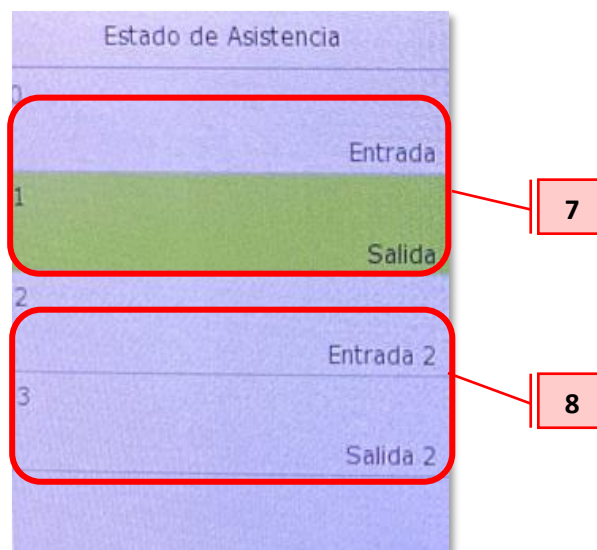 Estado de Asistencia
0
Entrada
1
Salida
7
2
Entrada 2
3
Salida 2
8